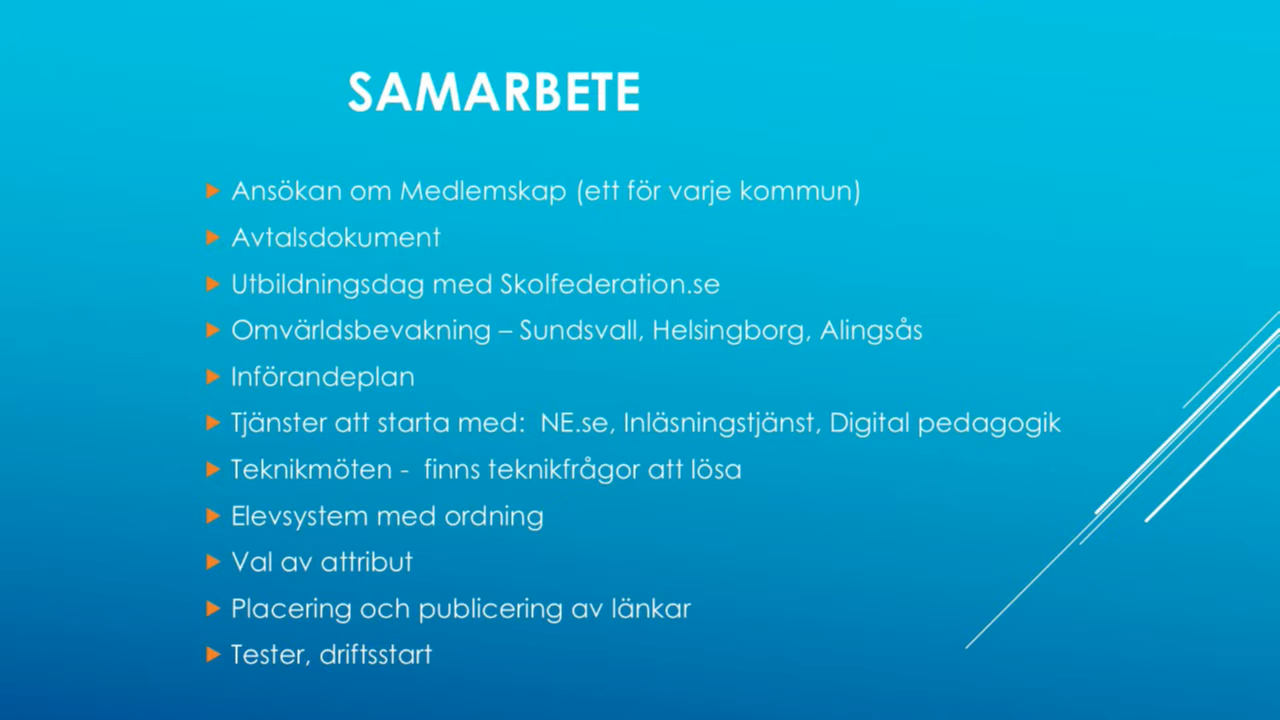 SAMARBETE
Ansökan om Medlemskap (ett för varje kommun)
Avtalsdokument
Utbildningsdag med Skolfederation.se
Omvärldsbevakning – Sundsvall, Helsingborg, Alingsås
Införandeplan
Tjänster att starta med:  NE.se, Inläsningstjänst, Digital pedagogik
Teknikmöten -  finns teknikfrågor att lösa
Elevsystem med ordning
Val av attribut
Placering och publicering av länkar
Tester, driftsstart